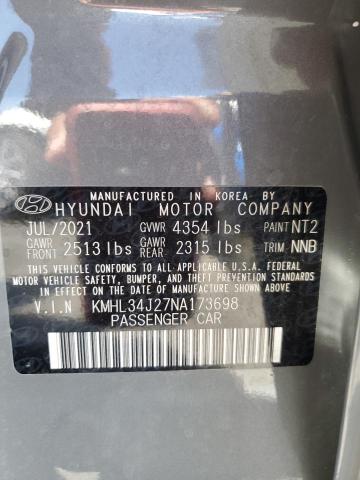 MANUFACTURED IN KOREA BY
HYUNDAI MOTOR COMPANY
JUL/2021 GVWR 4354 lbs PAINT NT2
GAWR FRONT 2513 lbs GAWR REAR 2315 lbs TRIM NNB
THIS VEHICLE CONFORMS TO ALL APPLICABLE U.S.A. FEDERAL
MOTOR VEHICLE SAFETY, BUMPER, AND THEFT PREVENTION STANDARDS
IN EFFECT ON THE DATE OF MANUFACTURE SHOWN ABOVE.
V.I.N KMHL34J27NA173698
PASSENGER CAR